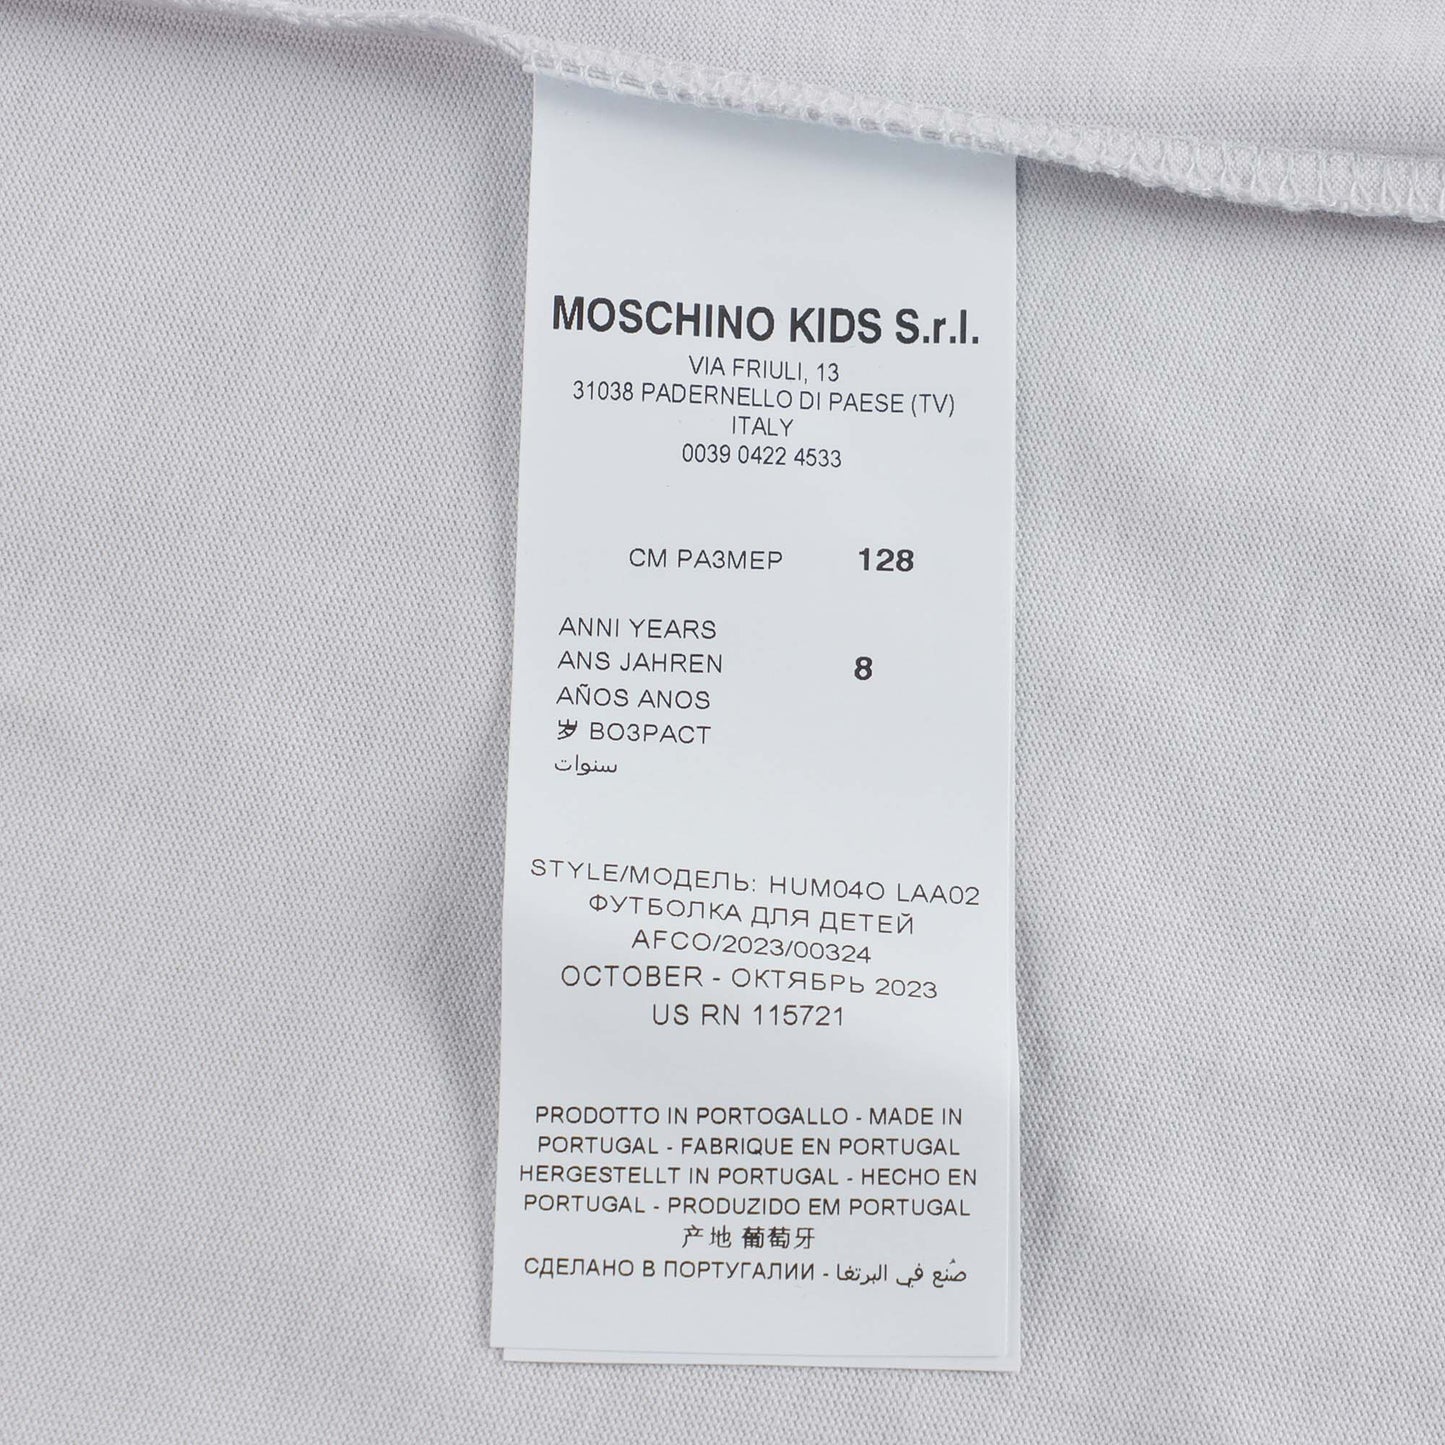 MOSCHINO KIDS S.r.l.
VIA FRIULI, 13
31038 PADERNELLO DI PAESE (TV)
ITALY
0039 0422 4533
СМ РАЗМЕР 128
ANNI YEARS
ANS JAHREN 8
AÑOS ANOS
岁 ВОЗРАСТ
سنوات
STYLE/МОДЕЛЬ: HUM04O LAA02
ФУТБОЛКА ДЛЯ ДЕТЕЙ
AFCO/2023/00324
OCTOBER - ОКТЯБРЬ 2023
US RN 115721
PRODOTTO IN PORTOGALLO - MADE IN
PORTUGAL - FABRIQUE EN PORTUGAL
HERGESTELLT IN PORTUGAL - HECHO EN
PORTUGAL - PRODUZIDO EM PORTUGAL
产地 葡萄牙
СДЕЛАНО В ПОРТУГАЛИИ - صُنع في البرتغا